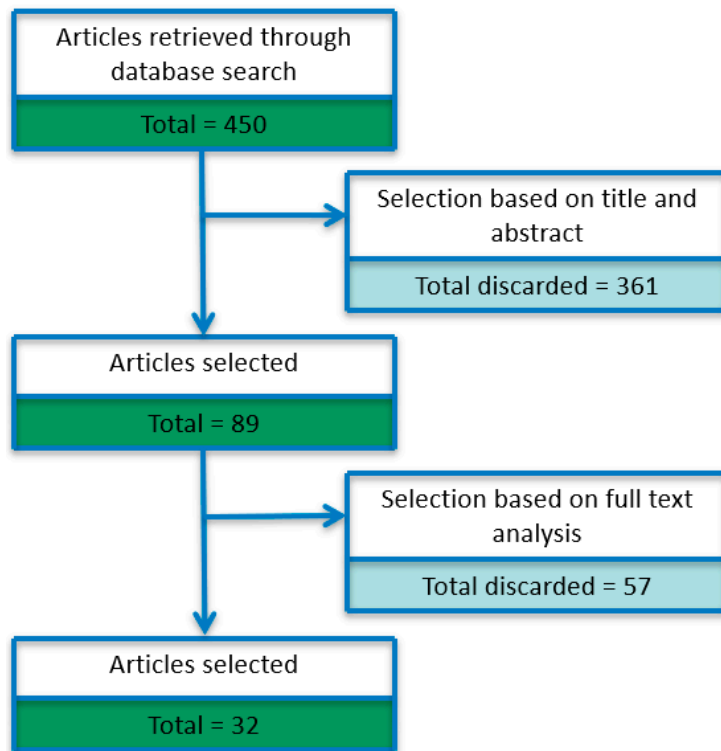 Articles retrieved through
database search
Total = 450
Selection based on title and
abstract
Total discarded = 361
Articles selected
Total = 89
Selection based on full text
analysis
Total discarded = 57
Articles selected
Total = 32